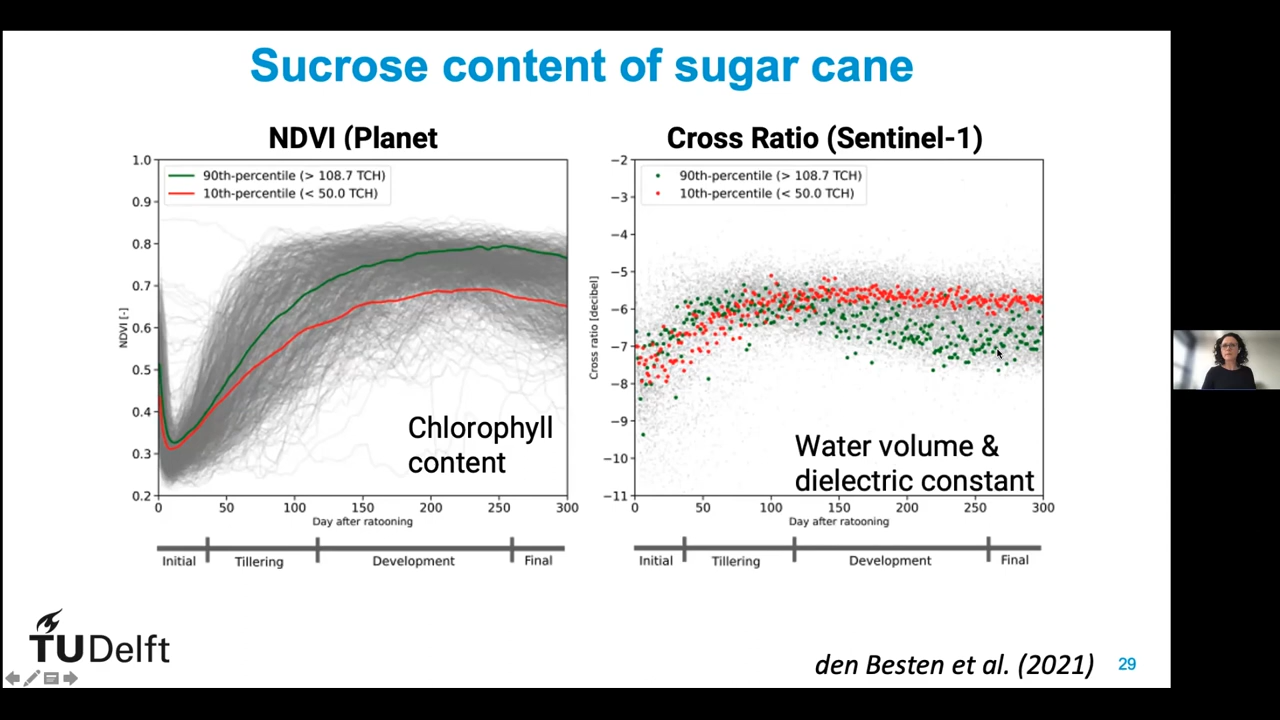 Sucrose content of sugar cane
NDVI (Planet
1.0
0.9
0.8
0.7
0.6
0.5
0.4
0.3
0.2
NDVI [-]
90th-percentile (> 108.7 TCH)
10th-percentile (< 50.0 TCH)
Chlorophyll
content
0 50 100 150 200 250 300
Day after ratooning
Initial Tillering Development Final
Cross Ratio (Sentinel-1)
−2
−3
−4
−5
−6
−7
−8
−9
−10
−11
Cross ratio [decibel]
90th-percentile (> 108.7 TCH)
10th-percentile (< 50.0 TCH)
Water volume &
dielectric constant
0 50 100 150 200 250 300
Day after ratooning
Initial Tillering Development Final
TU Delft
den Besten et al. (2021) 29